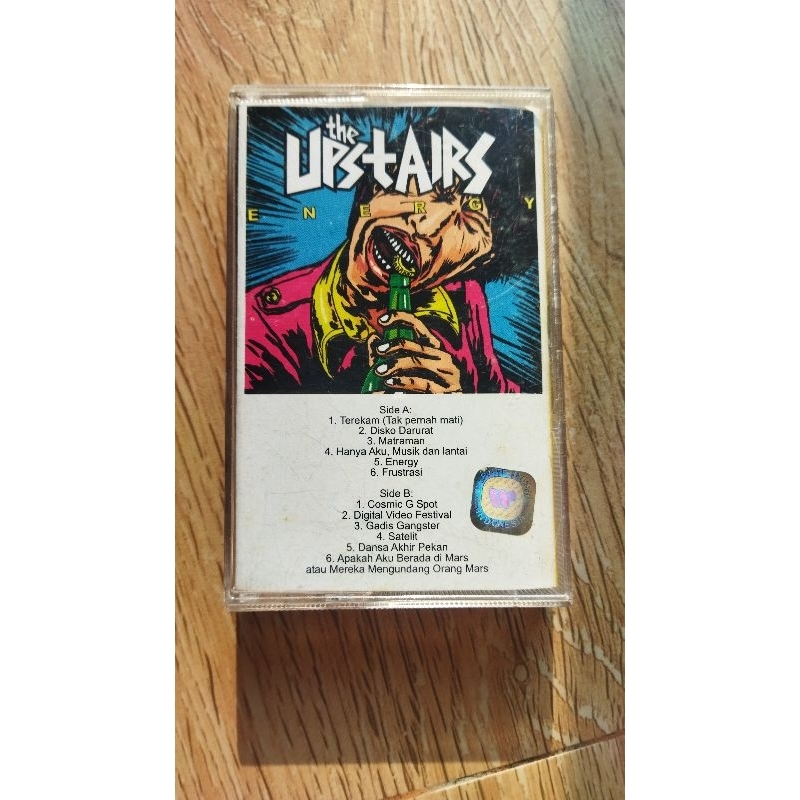 the
UPStAIRS
ENERGY
Side A:
1. Terekam (Tak pernah mati)
2. Disko Darurat
3. Matraman
4. Hanya Aku, Musik dan lantai
5. Energy
6. Frustrasi
Side B:
1. Cosmic G Spot
2. Digital Video Festival
3. Gadis Gangster
4. Satelit
5. Dansa Akhir Pekan
6. Apakah Aku Berada di Mars
atau Mereka Mengundang Orang Mars